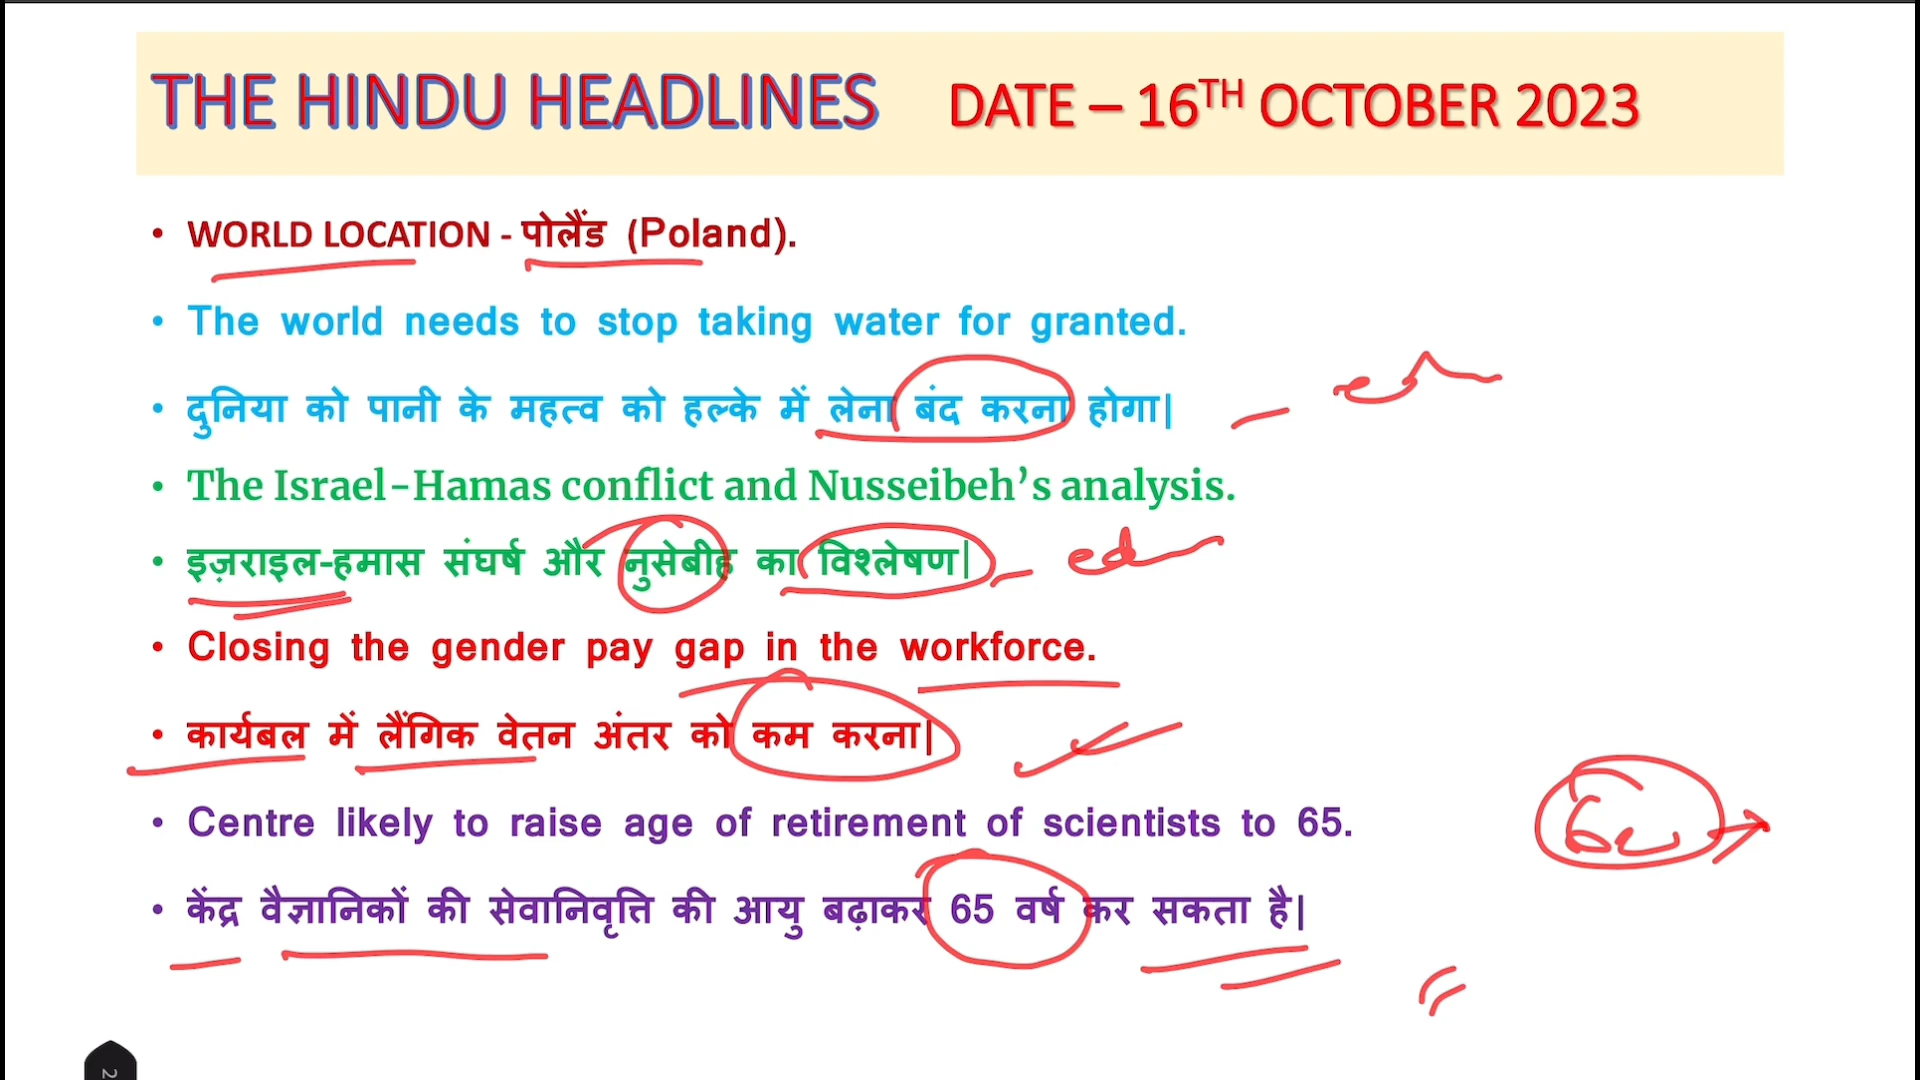 THE HINDU HEADLINES DATE – 16TH OCTOBER 2023
• WORLD LOCATION - पोलैंड (Poland).
• The world needs to stop taking water for granted.
• दुनिया को पानी के महत्व को हल्के में लेना बंद करना होगा|
• The Israel-Hamas conflict and Nusseibeh’s analysis.
• इज़राइल-हमास संघर्ष और नुसेबीह का विश्लेषण|
• Closing the gender pay gap in the workforce.
• कार्यबल में लैंगिक वेतन अंतर को कम करना|
• Centre likely to raise age of retirement of scientists to 65.
• केंद्र वैज्ञानिकों की सेवानिवृत्ति की आयु बढ़ाकर 65 वर्ष कर सकता है|
2